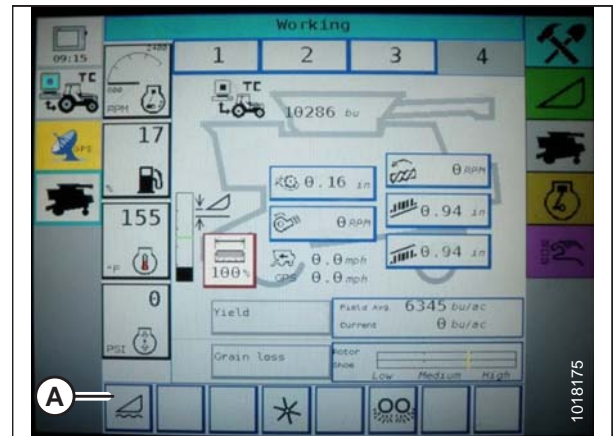 Working
09:15
2400
600
RPM
1 2 3 4
TC
TC
10286 bu
GPS
17
%
0.16 in
0 RPM
155
°F
0 RPM
0.94 in
100%
0.0 mph
GPS 0.0 mph
0.94 in
0
PSI
Yield
Field Avg. 6345 bu/ac
Current 0 bu/ac
Grain loss
Rotor
Shoe
Low Medium High
A
1018175